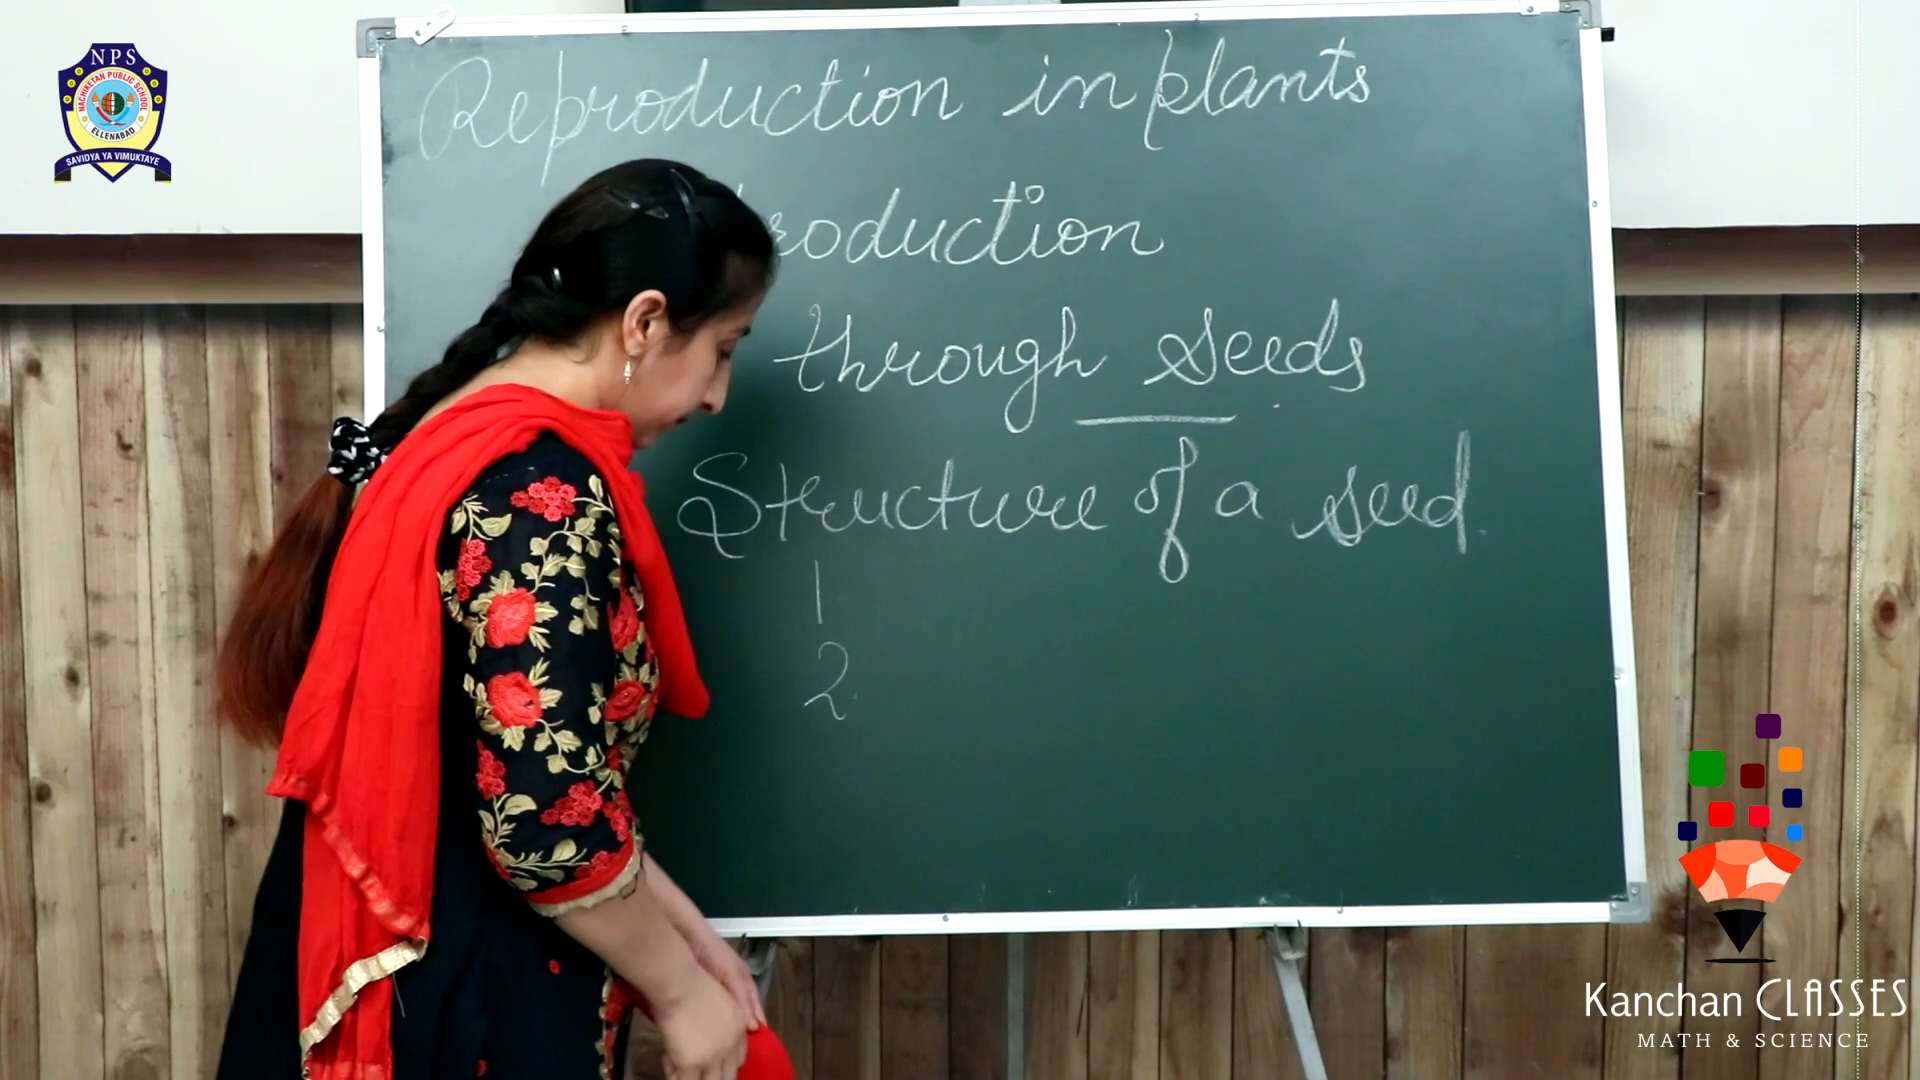 NPS
NACHIKETAN PUBLIC SCHOOL
ELLENABAD
SAVIDYA YA VIMUKTAYE
Reproduction in plants
roduction
through seeds
Structure of a seed
1
2
Kanchan CLASSES
MATH & SCIENCE